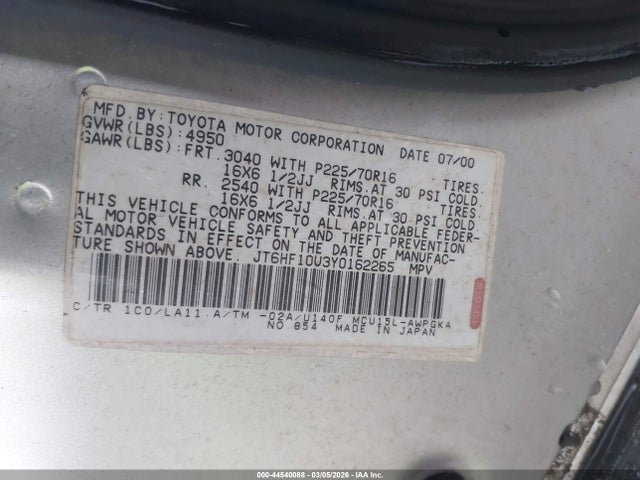 MFD.BY:TOYOTA MOTOR CORPORATION DATE 07/00
GVWR(LBS):4950
GAWR(LBS):FRT. 3040 WITH P225/70R16 TIRES.
16X6 1/2JJ RIMS.AT 30 PSI COLD.
RR. 2540 WITH P225/70R16 TIRES.
16X6 1/2JJ RIMS.AT 30 PSI COLD.
THIS VEHICLE CONFORMS TO ALL APPLICABLE FEDER-
AL MOTOR VEHICLE SAFETY AND THEFT PREVENTION
STANDARDS IN EFFECT ON THE DATE OF MANUFAC-
TURE SHOWN ABOVE. JT6HF10U3Y0162265 MPV
C/TR 1C0/LA11 A/TM -02A/U140F MCU15L-AWPGKA
NO 854 MADE IN JAPAN
000-44540088 | 03/05/2026 | IAA Inc.